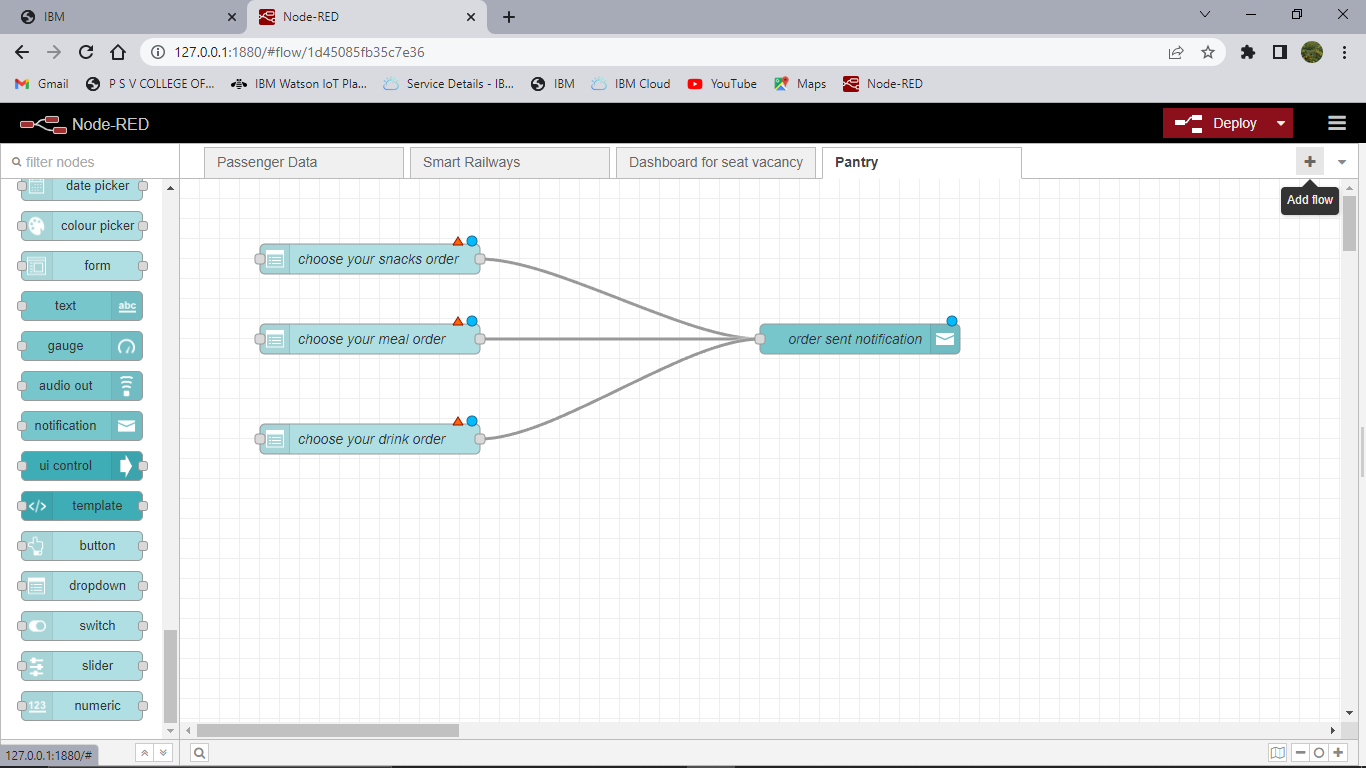 IBM
Node-RED
127.0.0.1:1880/#flow/1d45085fb35c7e36
Gmail
P S V COLLEGE OF...
IBM Watson IoT Pla...
Service Details - IB...
IBM
IBM Cloud
YouTube
Maps
Node-RED
Node-RED
Deploy
filter nodes
Passenger Data
Smart Railways
Dashboard for seat vacancy
Pantry
Add flow
date picker
colour picker
form
text
abc
gauge
audio out
notification
ui control
template
button
dropdown
switch
slider
123
numeric
choose your snacks order
choose your meal order
order sent notification
choose your drink order
127.0.0.1:1880/#